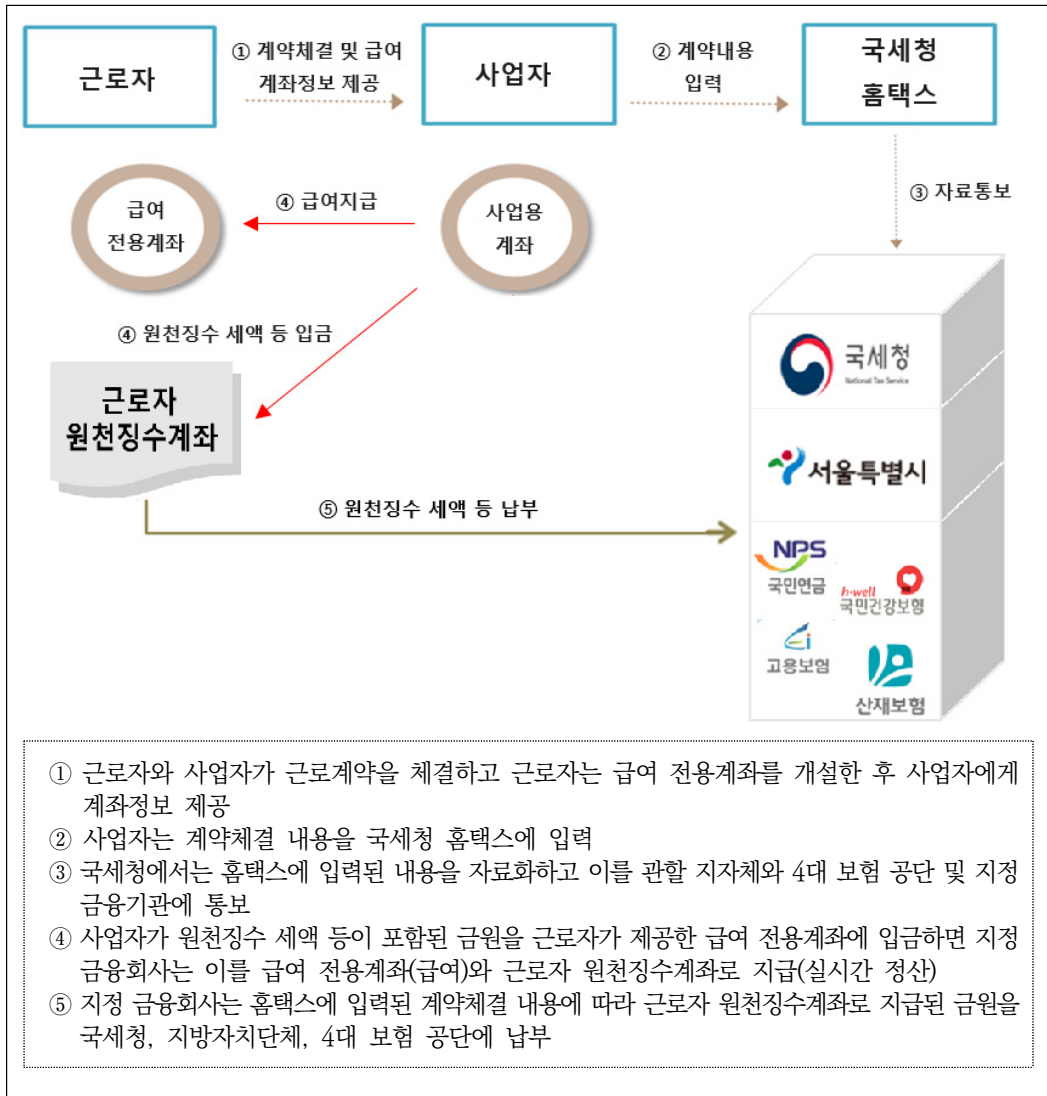 근로자
① 계약체결 및 급여
계좌정보 제공
사업자
② 계약내용
입력
국세청
홈택스
③ 자료통보
급여
전용계좌
④ 급여지급
사업용
계좌
④ 원천징수 세액 등 입금
근로자
원천징수계좌
⑤ 원천징수 세액 등 납부
국세청
National Tax Service
서울특별시
NPS
국민연금
h·well
국민건강보험
고용보험
산재보험
① 근로자와 사업자가 근로계약을 체결하고 근로자는 급여 전용계좌를 개설한 후 사업자에게
계좌정보 제공
② 사업자는 계약체결 내용을 국세청 홈택스에 입력
③ 국세청에서는 홈택스에 입력된 내용을 자료화하고 이를 관할 지자체와 4대 보험 공단 및 지정
금융기관에 통보
④ 사업자가 원천징수 세액 등이 포함된 금원을 근로자가 제공한 급여 전용계좌에 입금하면 지정
금융회사는 이를 급여 전용계좌(급여)와 근로자 원천징수계좌로 지급(실시간 정산)
⑤ 지정 금융회사는 홈택스에 입력된 계약체결 내용에 따라 근로자 원천징수계좌로 지급된 금원을
국세청, 지방자치단체, 4대 보험 공단에 납부